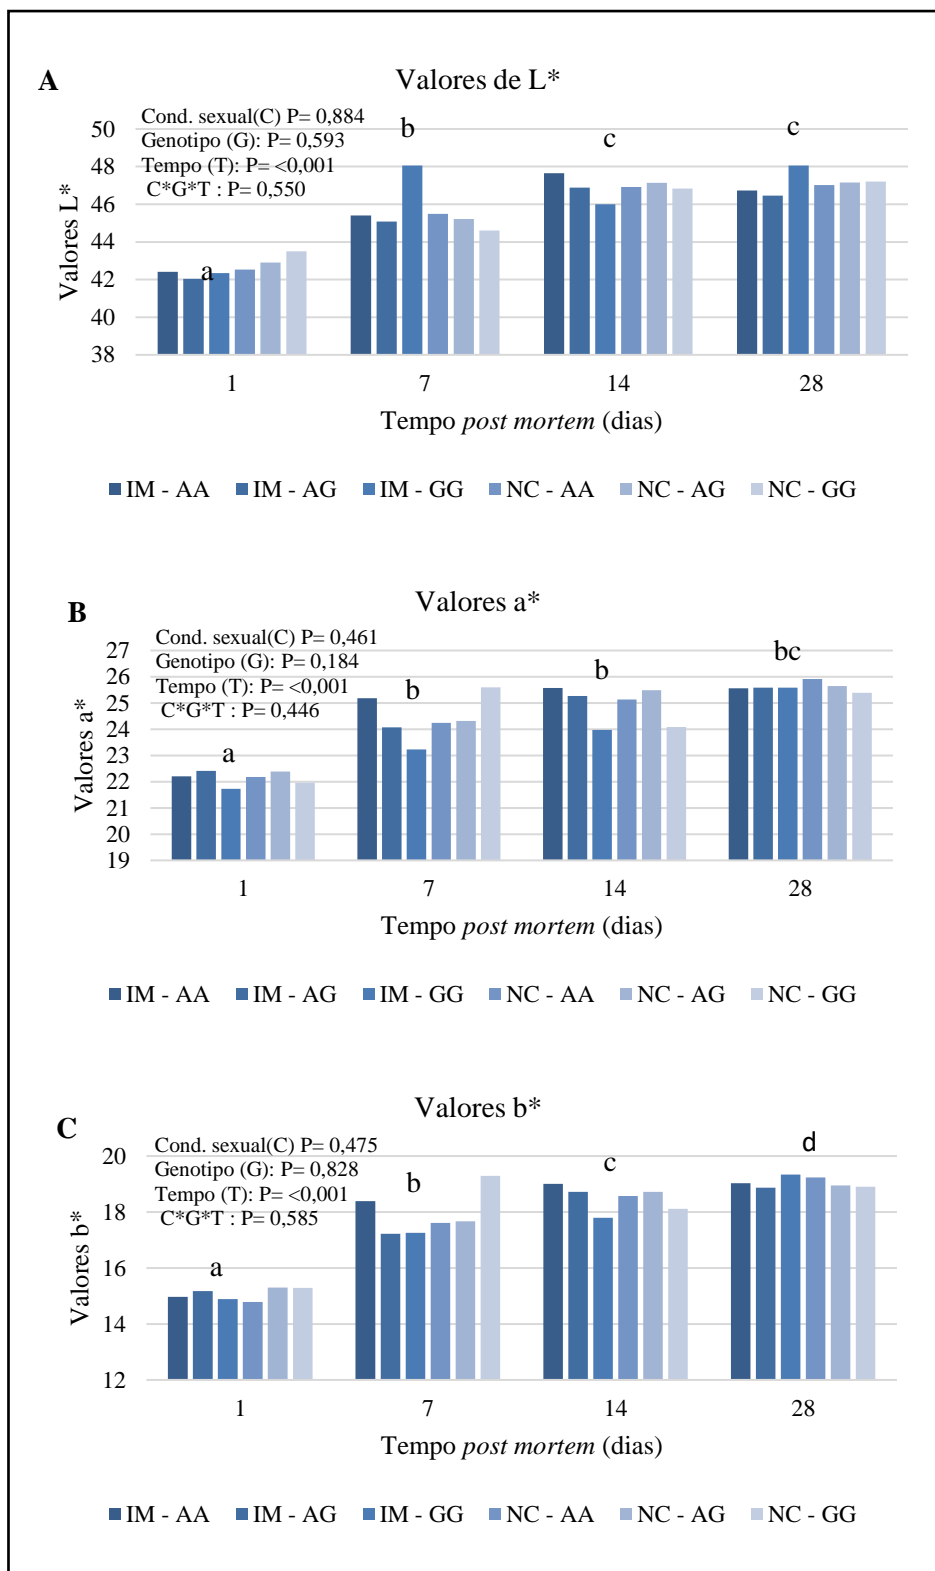 A
Valores de L*
Cond. sexual(C) P= 0,884
Genotipo (G): P= 0,593
Tempo (T): P= <0,001
C*G*T : P= 0,550
Valores L*
50
48
46
44
42
40
38
a
b
c
c
1
7
14
28
Tempo post mortem (dias)
IM - AA IM - AG IM - GG NC - AA NC - AG NC - GG
B
Valores a*
Cond. sexual(C) P= 0,461
Genotipo (G): P= 0,184
Tempo (T): P= <0,001
C*G*T : P= 0,446
Valores a*
27
26
25
24
23
22
21
20
19
a
b
b
bc
1
7
14
28
Tempo post mortem (dias)
IM - AA IM - AG IM - GG NC - AA NC - AG NC - GG
C
Valores b*
Cond. sexual(C) P= 0,475
Genotipo (G): P= 0,828
Tempo (T): P= <0,001
C*G*T : P= 0,585
Valores b*
20
18
16
14
12
a
b
c
d
1
7
14
28
Tempo post mortem (dias)
IM - AA IM - AG IM - GG NC - AA NC - AG NC - GG